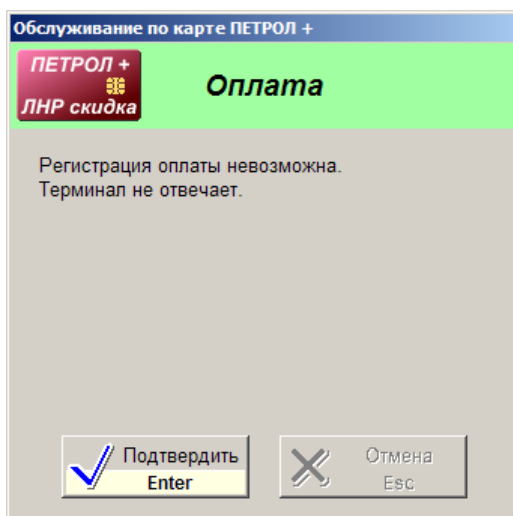 Обслуживание по карте ПЕТРОЛ +
ПЕТРОЛ +
ЛНР скидка
Оплата
Регистрация оплаты невозможна.
Терминал не отвечает.
Подтвердить
Enter
Отмена
Esc